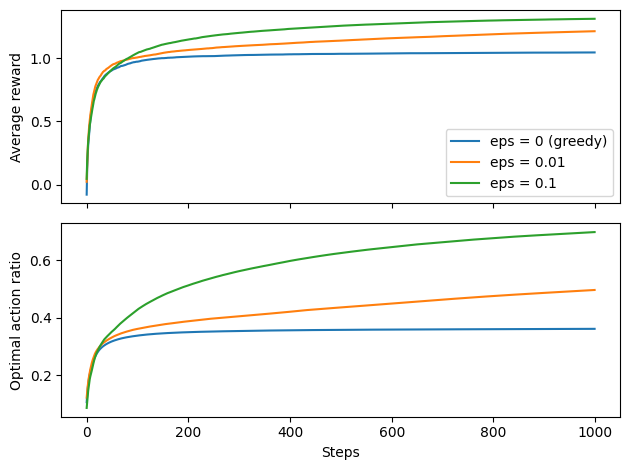 Average reward
1.0
0.5
0.0
eps = 0 (greedy)
eps = 0.01
eps = 0.1
Optimal action ratio
0.6
0.4
0.2
0 200 400 600 800 1000
Steps